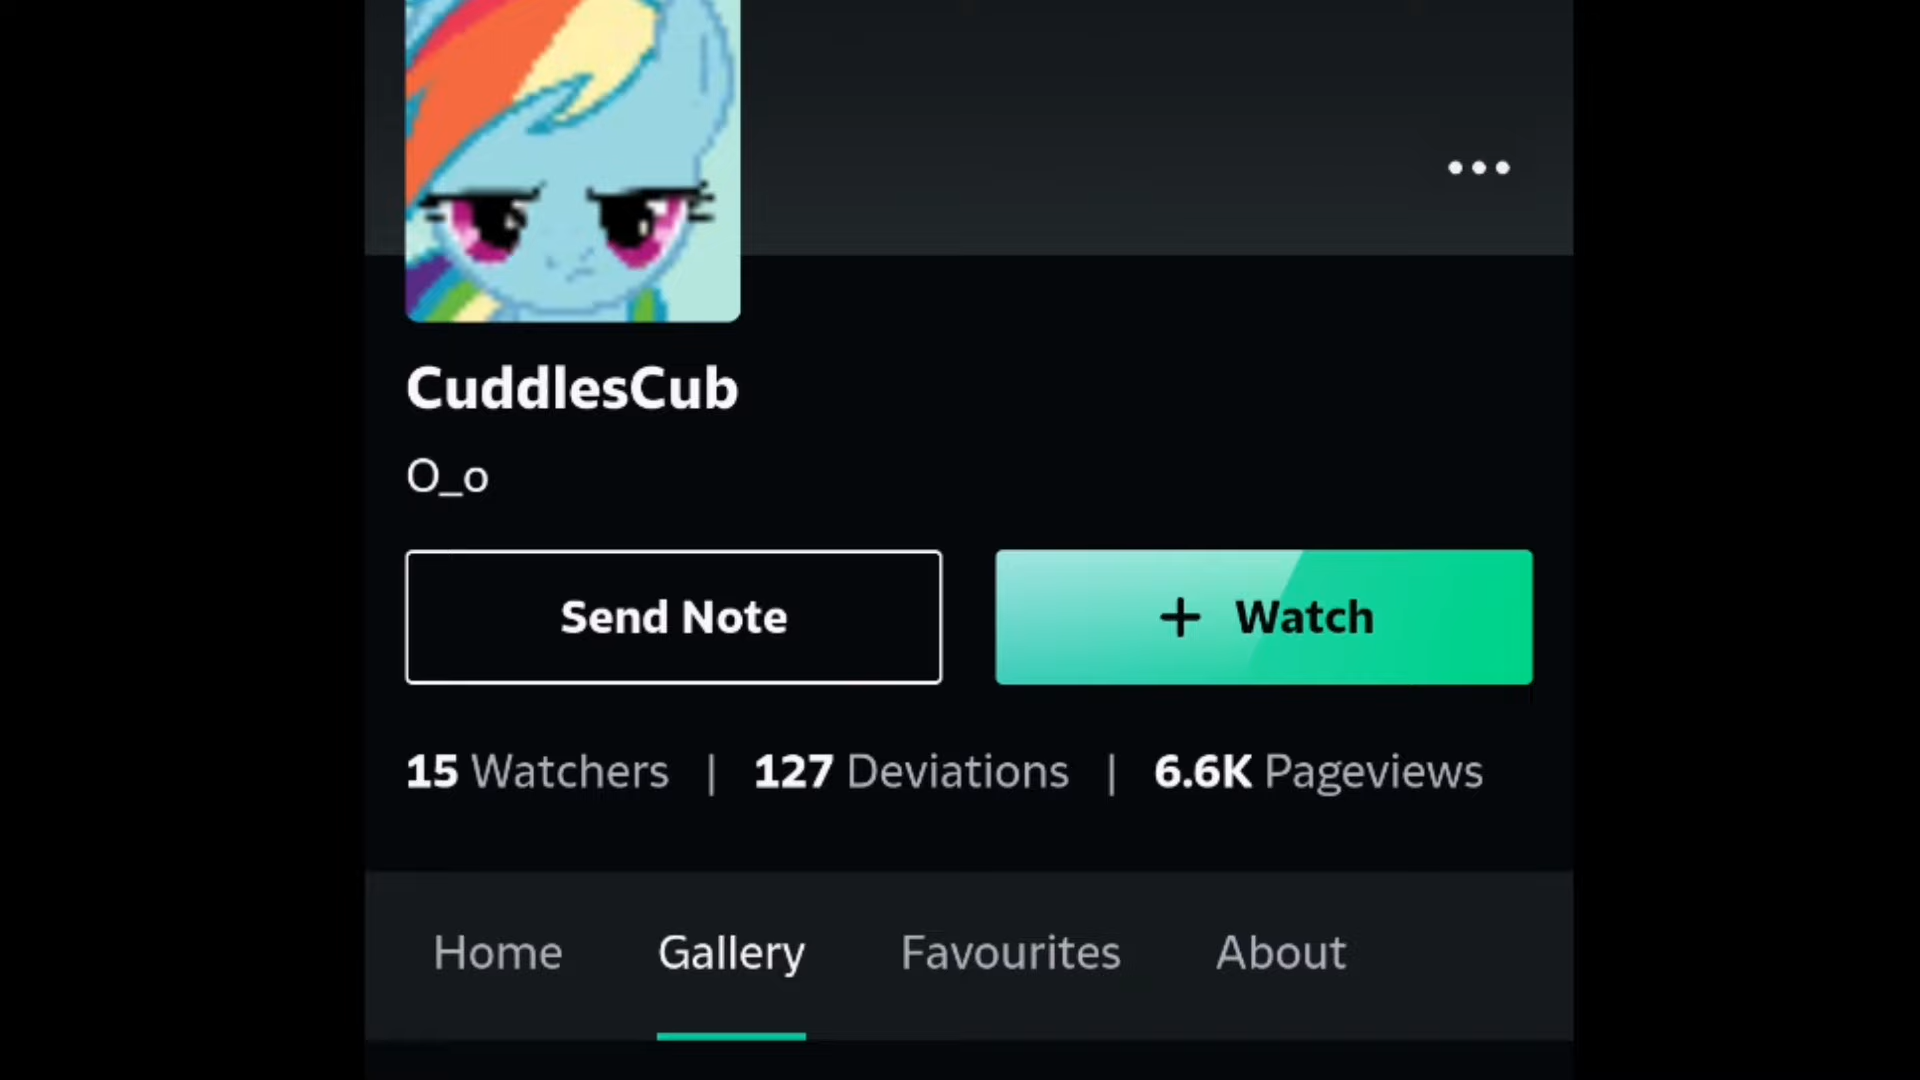 CuddlesCub
O_o
Send Note
+ Watch
15 Watchers | 127 Deviations | 6.6K Pageviews
Home Gallery Favourites About